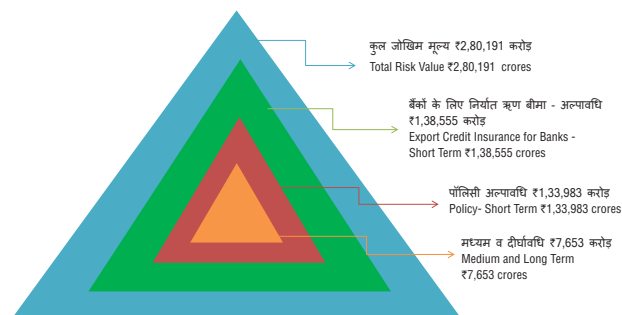 कुल जोखिम मूल्य ₹2,80,191 करोड़
Total Risk Value ₹2,80,191 crores
बैंकों के लिए निर्यात ऋण बीमा - अल्पावधि
₹1,38,555 करोड़
Export Credit Insurance for Banks -
Short Term ₹1,38,555 crores
पॉलिसी अल्पावधि ₹1,33,983 करोड़
Policy- Short Term ₹1,33,983 crores
मध्यम व दीर्घावधि ₹7,653 करोड़
Medium and Long Term
₹7,653 crores